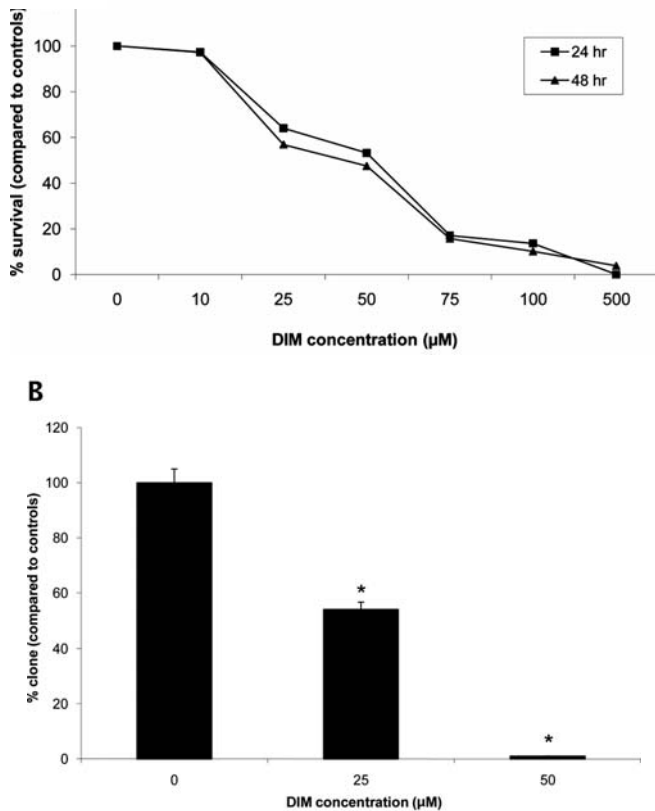 % survival (compared to controls)
100
80
60
40
20
0
24 hr
48 hr
0 10 25 50 75 100 500
DIM concentration (µM)
B
% clone (compared to controls)
120
100
80
60
40
20
0
*
*
0 25 50
DIM concentration (µM)